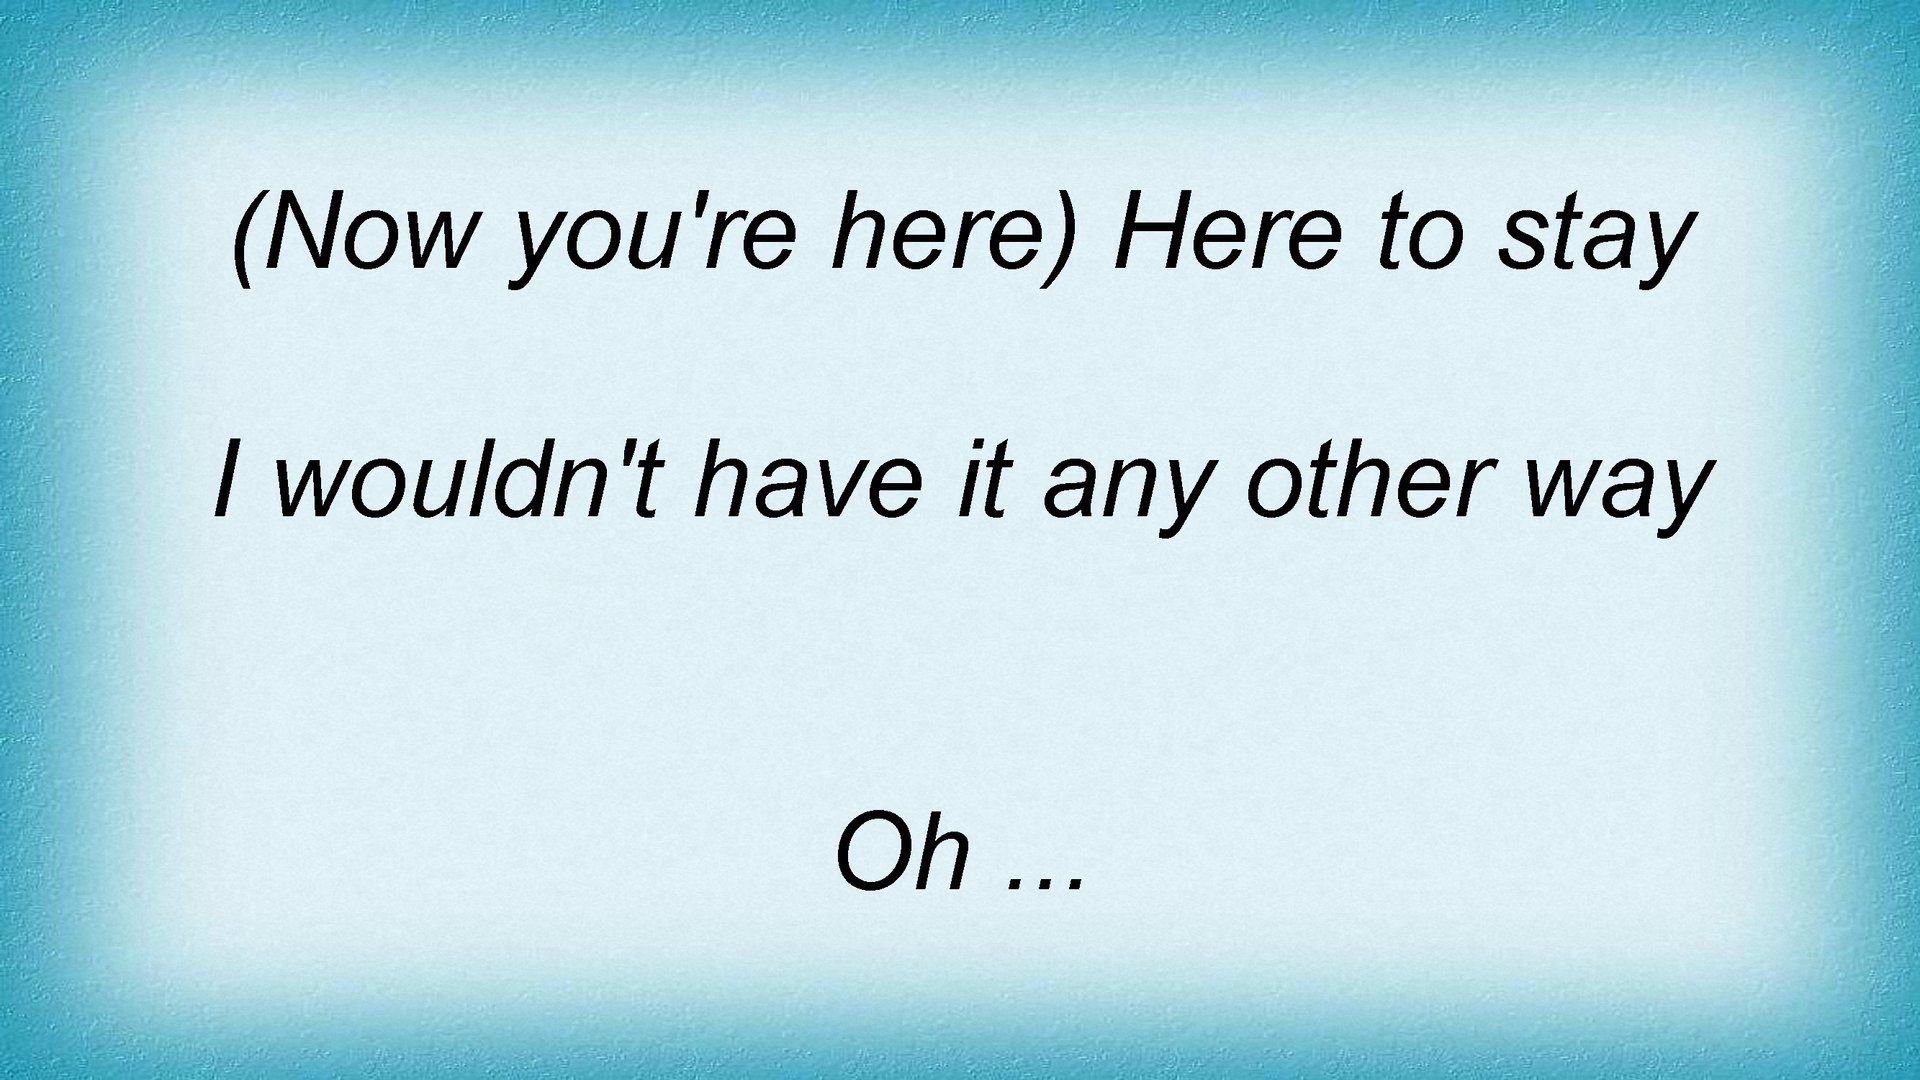 (Now you're here) Here to stay
I wouldn't have it any other way
Oh ...